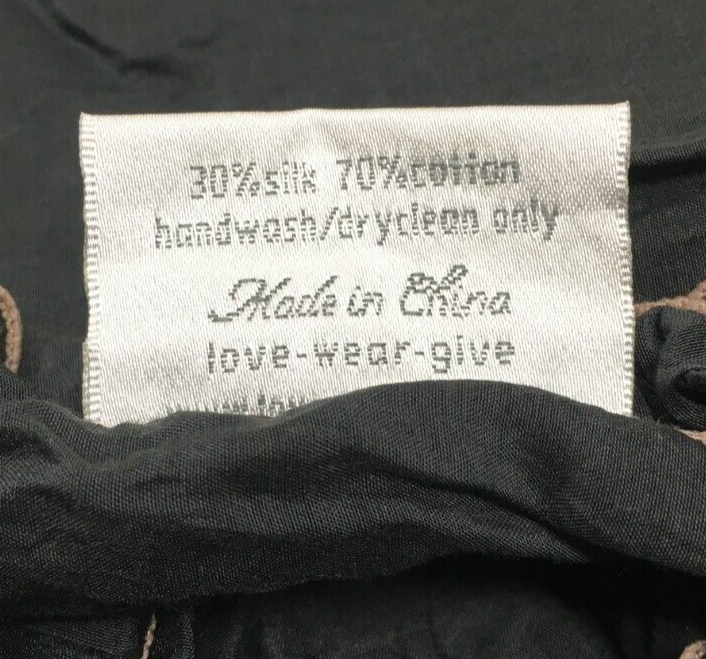 30%silk 70%cotton
handwash/dryclean only
Made in China
love-wear-give